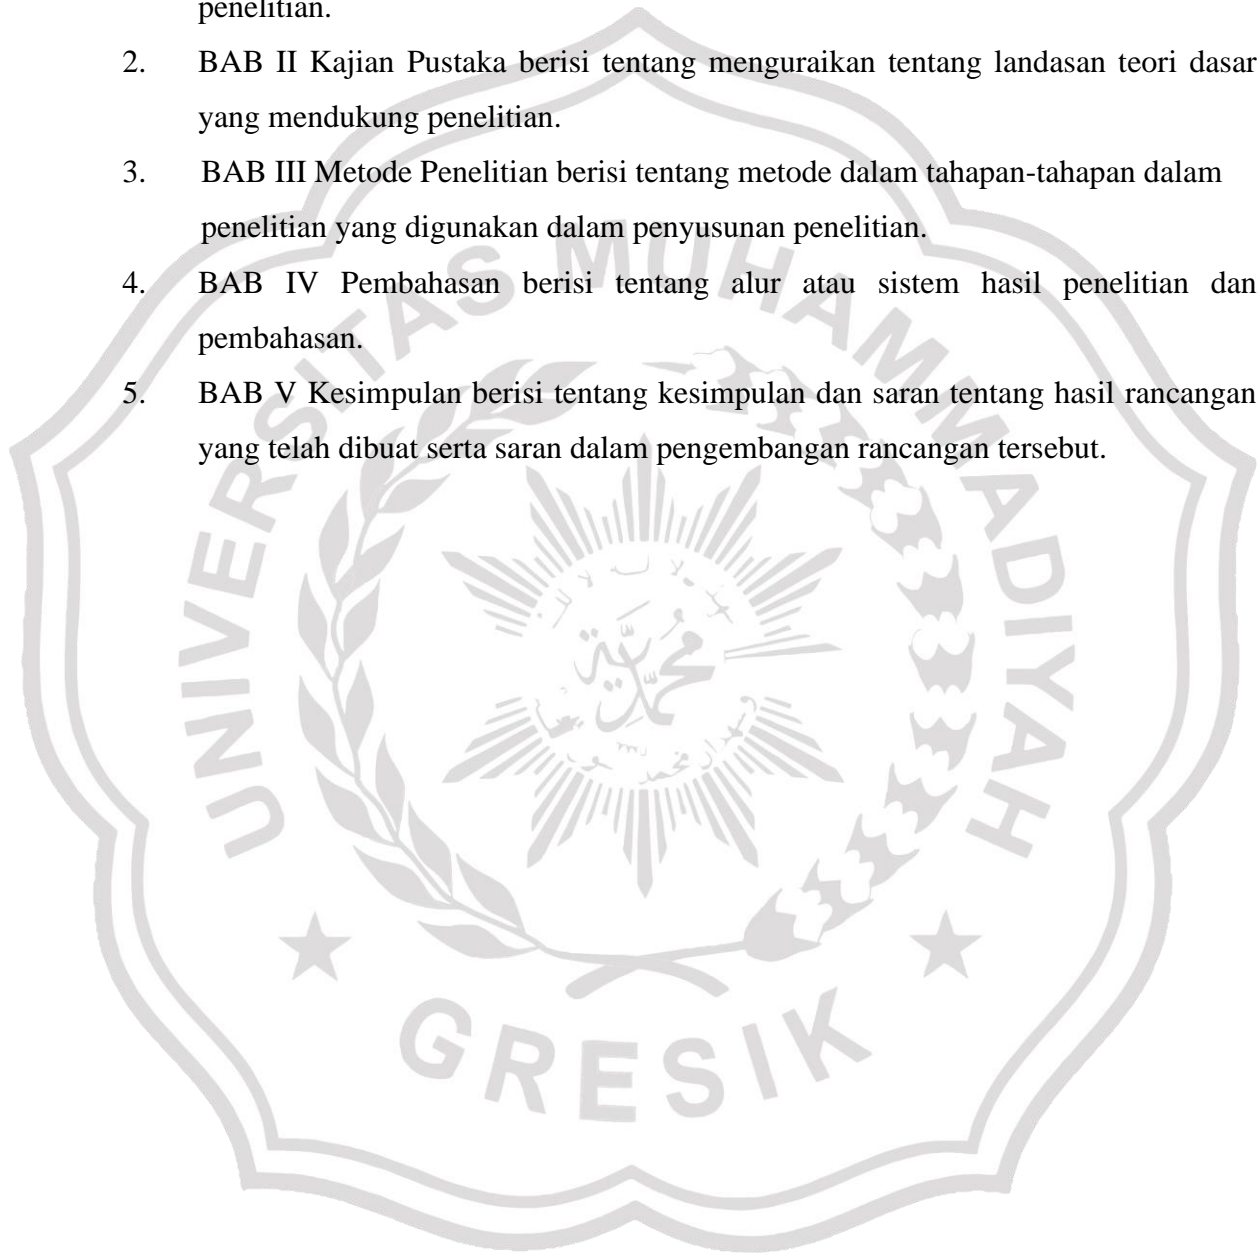 penelitian.
2. BAB II Kajian Pustaka berisi tentang menguraikan tentang landasan teori dasar
yang mendukung penelitian.
3. BAB III Metode Penelitian berisi tentang metode dalam tahapan-tahapan dalam
penelitian yang digunakan dalam penyusunan penelitian.
4. BAB IV Pembahasan berisi tentang alur atau sistem hasil penelitian dan
pembahasan.
5. BAB V Kesimpulan berisi tentang kesimpulan dan saran tentang hasil rancangan
yang telah dibuat serta saran dalam pengembangan rancangan tersebut.
UNIVERSITAS MUHAMMADIYAH
GRESIK